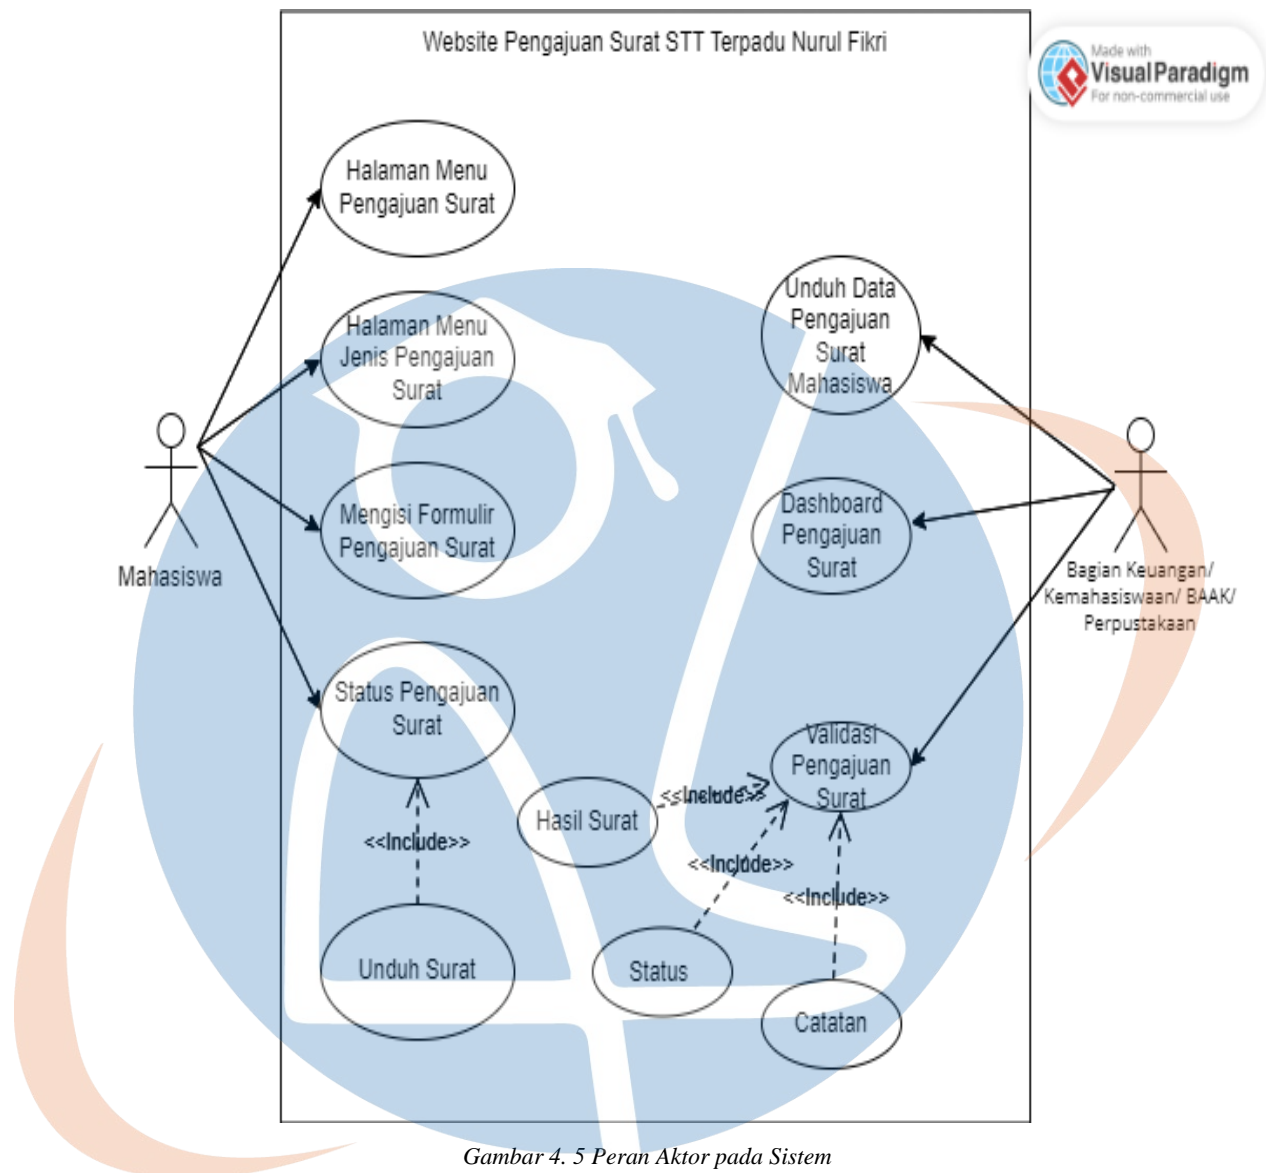 Website Pengajuan Surat STT Terpadu Nurul Fikri
Made with
Visual Paradigm
For non-commercial use
Halaman Menu
Pengajuan Surat
Halaman Menu
Jenis Pengajuan
Surat
Mengisi Formulir
Pengajuan Surat
Mahasiswa
Status Pengajuan
Surat
<<Include>>
Unduh Surat
Unduh Data
Pengajuan
Surat
Mahasiswa
Dashboard
Pengajuan
Surat
Bagian Keuangan/
Kemahasiswaan/ BAAK/
Perpustakaan
Validasi
Pengajuan
Surat
Hasil Surat
<<Include>>
<<Include>>
<<Include>>
Status
Catatan
Gambar 4. 5 Peran Aktor pada Sistem